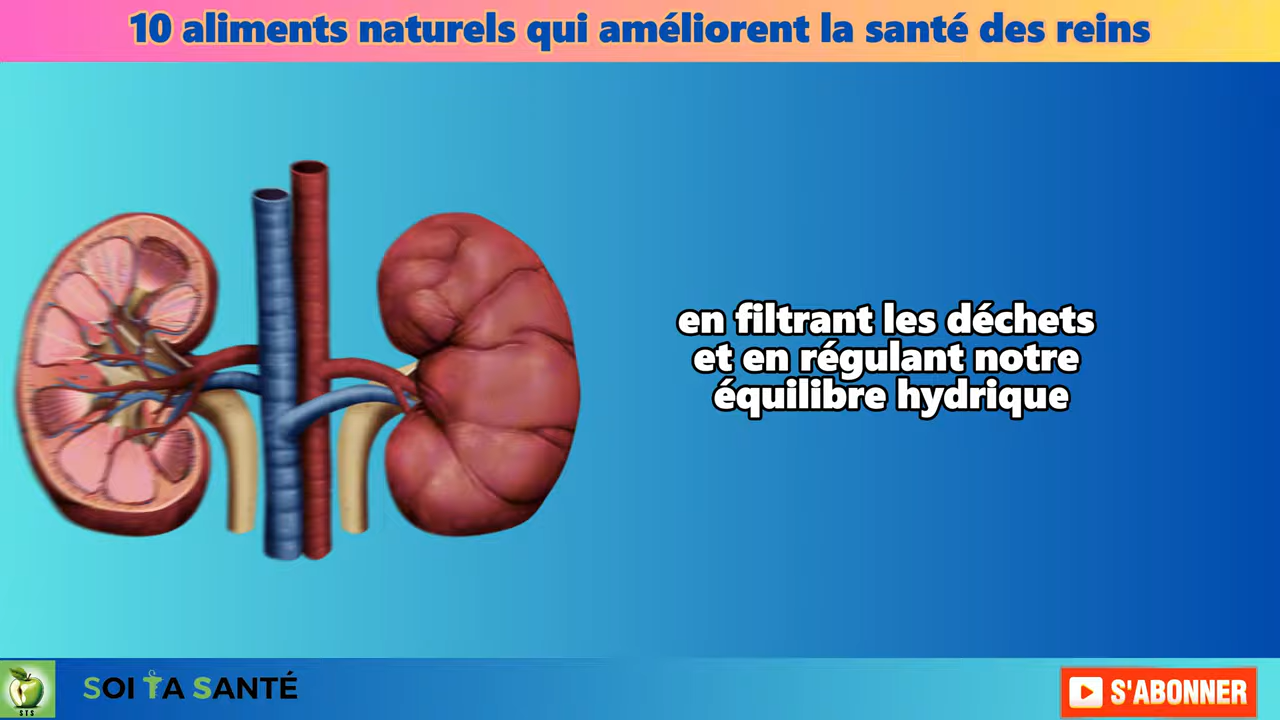 10 aliments naturels qui améliorent la santé des reins
en filtrant les déchets
et en régulant notre
équilibre hydrique
STS
SOI TA SANTÉ
S'ABONNER